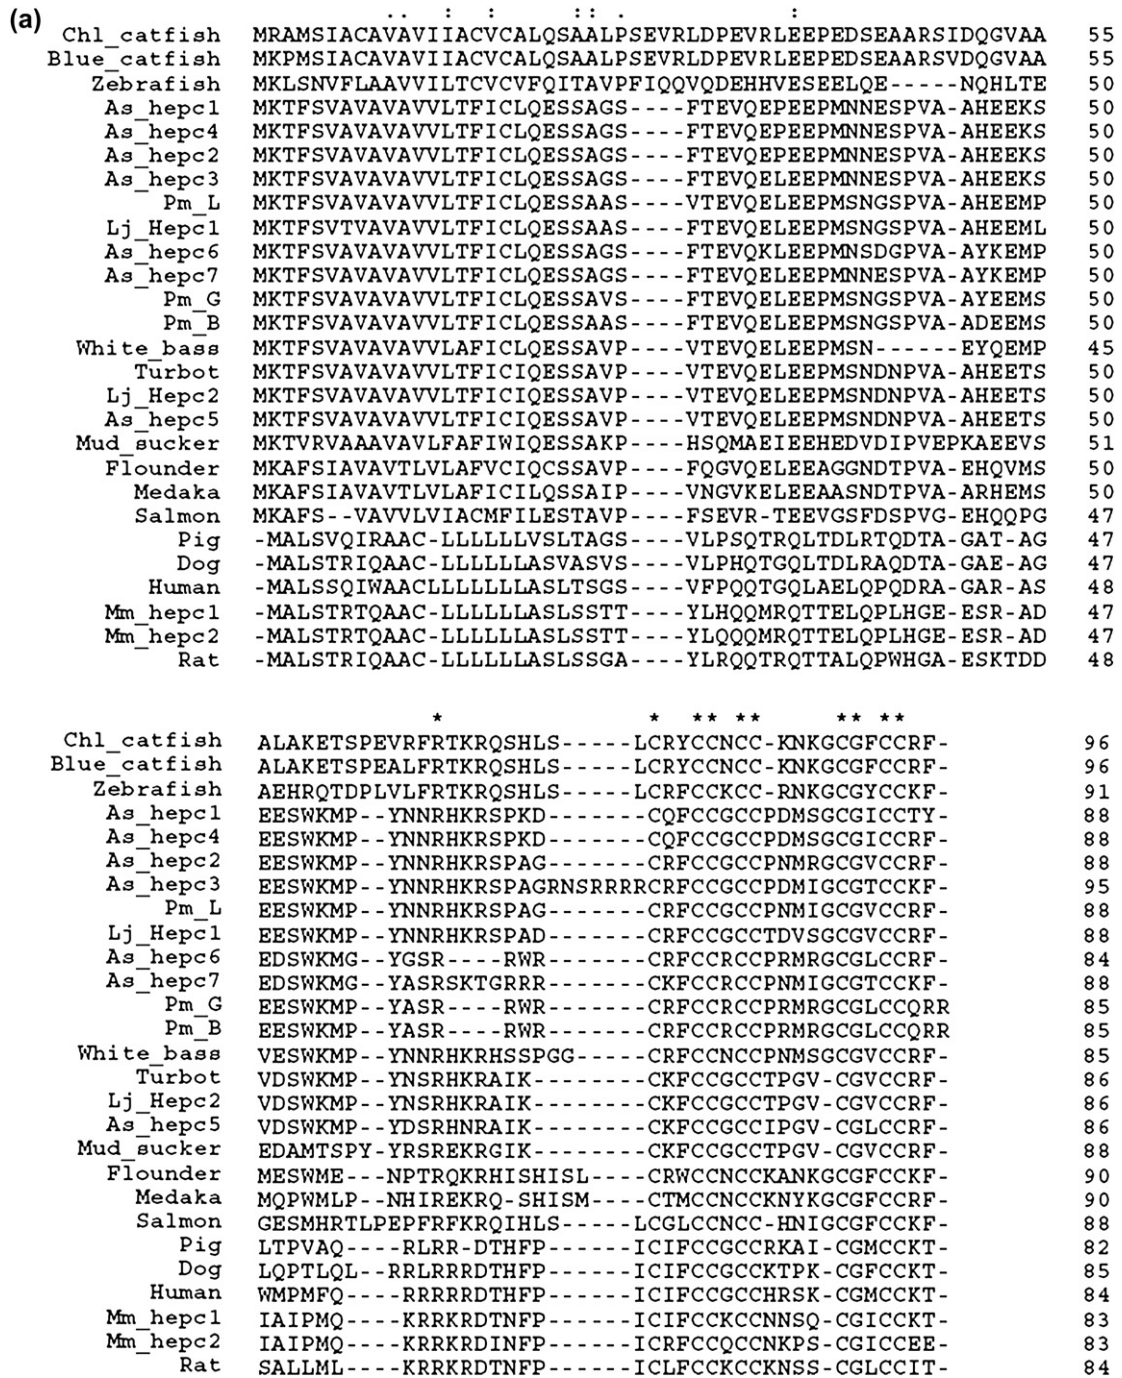 (a)
. . : : : : . :
Chl_catfish MRAMSIACAVAVIIACVCALQSAALPSEVRLDPEVRLEEPEDSEAARSIDQGVAA 55
Blue_catfish MKPMSIACAVAVIIACVCALQSAALPSEVRLDPEVRLEEPEDSEAARSVDQGVAA 55
Zebrafish MKLSNVFLAAVVILTCVCVFQITAVPFIQQVQDEHHVESEELQE-----NQHLTE 50
As_hepc1 MKTFSVAVAVAVVLTFICLQESSAGS----FTEVQEPEEPMNNESPVA-AHEEKS 50
As_hepc4 MKTFSVAVAVAVVLTFICLQESSAGS----FTEVQEPEEPMNNESPVA-AHEEKS 50
As_hepc2 MKTFSVAVAVAVVLTFICLQESSAGS----FTEVQEPEEPMNNESPVA-AHEEKS 50
As_hepc3 MKTFSVAVAVAVVLTFICLQESSAGS----FTEVQELEEPMNNESPVA-AHEEKS 50
Pm_L MKTFSVAVAVAVVLTFICLQESSAAS----VTEVQELEEPMSNGSPVA-AHEEMP 50
Lj_Hepc1 MKTFSVTVAVAVVLTFICLQESSAAS----FTEVQELEEPMSNGSPVA-AHEEML 50
As_hepc6 MKTFSVAVAVAVVLTFICLQESSAGS----FTEVQKLEEPMNSDGPVA-AYKEMP 50
As_hepc7 MKTFSVAVAVAVVLTFICLQESSAGS----FTEVQELEEPMNNESPVA-AYKEMP 50
Pm_G MKTFSVAVAVAVVLTFICLQESSAVS----FTEVQELEEPMSNGSPVA-AYEEMS 50
Pm_B MKTFSVAVAVAVVLTFICLQESSAAS----FTEVQELEEPMSNGSPVA-ADEEMS 50
White_bass MKTFSVAVAVAVVLAFICLQESSAVP----VTEVQELEEPMSN------EYQEMP 45
Turbot MKTFSVAVAVAVVLTFICIQESSAVP----VTEVQELEEPMSNDNPVA-AHEETS 50
Lj_Hepc2 MKTFSVAVAVAVVLTFICIQESSAVP----VTEVQELEEPMSNDNPVA-AHEETS 50
As_hepc5 MKTFSVAVAVAVVLTFICIQESSAVP----VTEVQELEEPMSNDNPVA-AHEETS 50
Mud_sucker MKTVRVAAAVAVLFAFIWIQESSAKP----HSQMAEIEEHEDVDIPVEPKAEEVS 51
Flounder MKAFSIAVAVTLVLAFVCIQCSSAVP----FQGVQELEEAGGNDTPVA-EHQVMS 50
Medaka MKAFSIAVAVTLVLAFICILQSSAIP----VNGVKELEEAASNDTPVA-ARHEMS 50
Salmon MKAFS--VAVVLVIACMFILESTAVP----FSEVR-TEEVGSFDSPVG-EHQQPG 47
Pig -MALSVQIRAAC-LLLLLLLVSLTAGS----VLPSQTRQLTDLRTQDTA-GAT-AG 47
Dog -MALSTRIQAAC-LLLLLLLASVASVS----VLPHQTGQLTDLRAQDTA-GAE-AG 47
Human -MALSSQIWAACLLLLLLLASLTSGS----VFPQQTGQLAELQPQDRA-GAR-AS 48
Mm_hepc1 -MALSTRTQAAC-LLLLLLLASLSSTT----YLHQQMRQTTELQPLHGE-ESR-AD 47
Mm_hepc2 -MALSTRTQAAC-LLLLLLLASLSSTT----YLQQQMRQTTELQPLHGE-ESR-AD 47
Rat -MALSTRIQAAC-LLLLLLLASLSSGA----YLRQQTRQTTALQPWHGA-ESKTDD 48
* * ** ** ** **
Chl_catfish ALAKETSPEVRFRTKRQSHLS-----LCRYCCNCC-KNKGCGFCCRF- 96
Blue_catfish ALAKETSPEALFRTKRQSHLS-----LCRYCCNCC-KNKGCGFCCRF- 96
Zebrafish AEHRQTDPLVLFRTKRQSHLS-----LCRFCCKCC-RNKGCGYCCKF- 91
As_hepc1 EESWKMP--YNNRHKRSPKD-------CQFCCGCCPDMSGCGICCTY- 88
As_hepc4 EESWKMP--YNNRHKRSPKD-------CQFCCGCCPDMSGCGICCRF- 88
As_hepc2 EESWKMP--YNNRHKRSPAG-------CRFCCGCCPNMRGCGVCCRF- 88
As_hepc3 EESWKMP--YNNRHKRSPAGRNSRRRRCRFCCGCCPDMIGCGTCCKF- 95
Pm_L EESWKMP--YNNRHKRSPAG-------CRFCCGCCPNMIGCGVCCRF- 88
Lj_Hepc1 EESWKMP--YNNRHKRSPAD-------CRFCCGCCTDVSGCGVCCRF- 88
As_hepc6 EDSWKMG--YGSR----RWR-------CRFCCRCCPRMRGCGLCCRF- 84
As_hepc7 EDSWKMG--YASRSKTGRRR-------CKFCCRCCPNMIGCGTCCKF- 88
Pm_G EESWKMP--YASR----RWR-------CRFCCRCCPRMRGCGLCCQRR 85
Pm_B EESWKMP--YASR----RWR-------CRFCCRCCPRMRGCGLCCQRR 85
White_bass VESWKMP--YNNRHKRHSSPGG-----CRFCCNCCPNMSGCGVCCRF- 85
Turbot VDSWKMP--YNSRHKRAIK--------CKFCCGCCTPGV-CGVCCRF- 86
Lj_Hepc2 VDSWKMP--YNSRHKRAIK--------CKFCCGCCTPGV-CGVCCRF- 86
As_hepc5 VDSWKMP--YDSRHNRAIK--------CKFCCGCCIPGV-CGLCCRF- 86
Mud_sucker EDAMTSPY-YRSREKRGIK--------CKFCCGCCTPGV-CGVCCRF- 88
Flounder MESWME---NPTRQKRHISHISL----CRWCCNCCKANKGCGFCCKF- 90
Medaka MQPWMLP--NHIREKRQ-SHISM----CTMCCNCCKNYKGCGFCCRF- 90
Salmon GESMHRTLPEPFRFKRQIHLS-----LCGLCCNCC-HNIGCGFCCKF- 88
Pig LTPVAQ----RLRR-DTHFP------ICIFCCGCCRKAI-CGMCCKT- 82
Dog LQPTLQL--RRLRRRDTHFP------ICIFCCGCCKTPK-CGFCCKT- 85
Human WMPMFQ----RRRRRDTHFP------ICIFCCGCCHRSK-CGMCCKT- 84
Mm_hepc1 IAIPMQ----KRRKRDTNFP------ICIFCCKCCNNSQ-CGICCKT- 83
Mm_hepc2 IAIPMQ----KRRKRDINFP------ICRFCCQCCNKPS-CGICCEE- 83
Rat SALLML----KRRKRDTNFP------ICLFCCKCCKNSS-CGLCCIT- 84